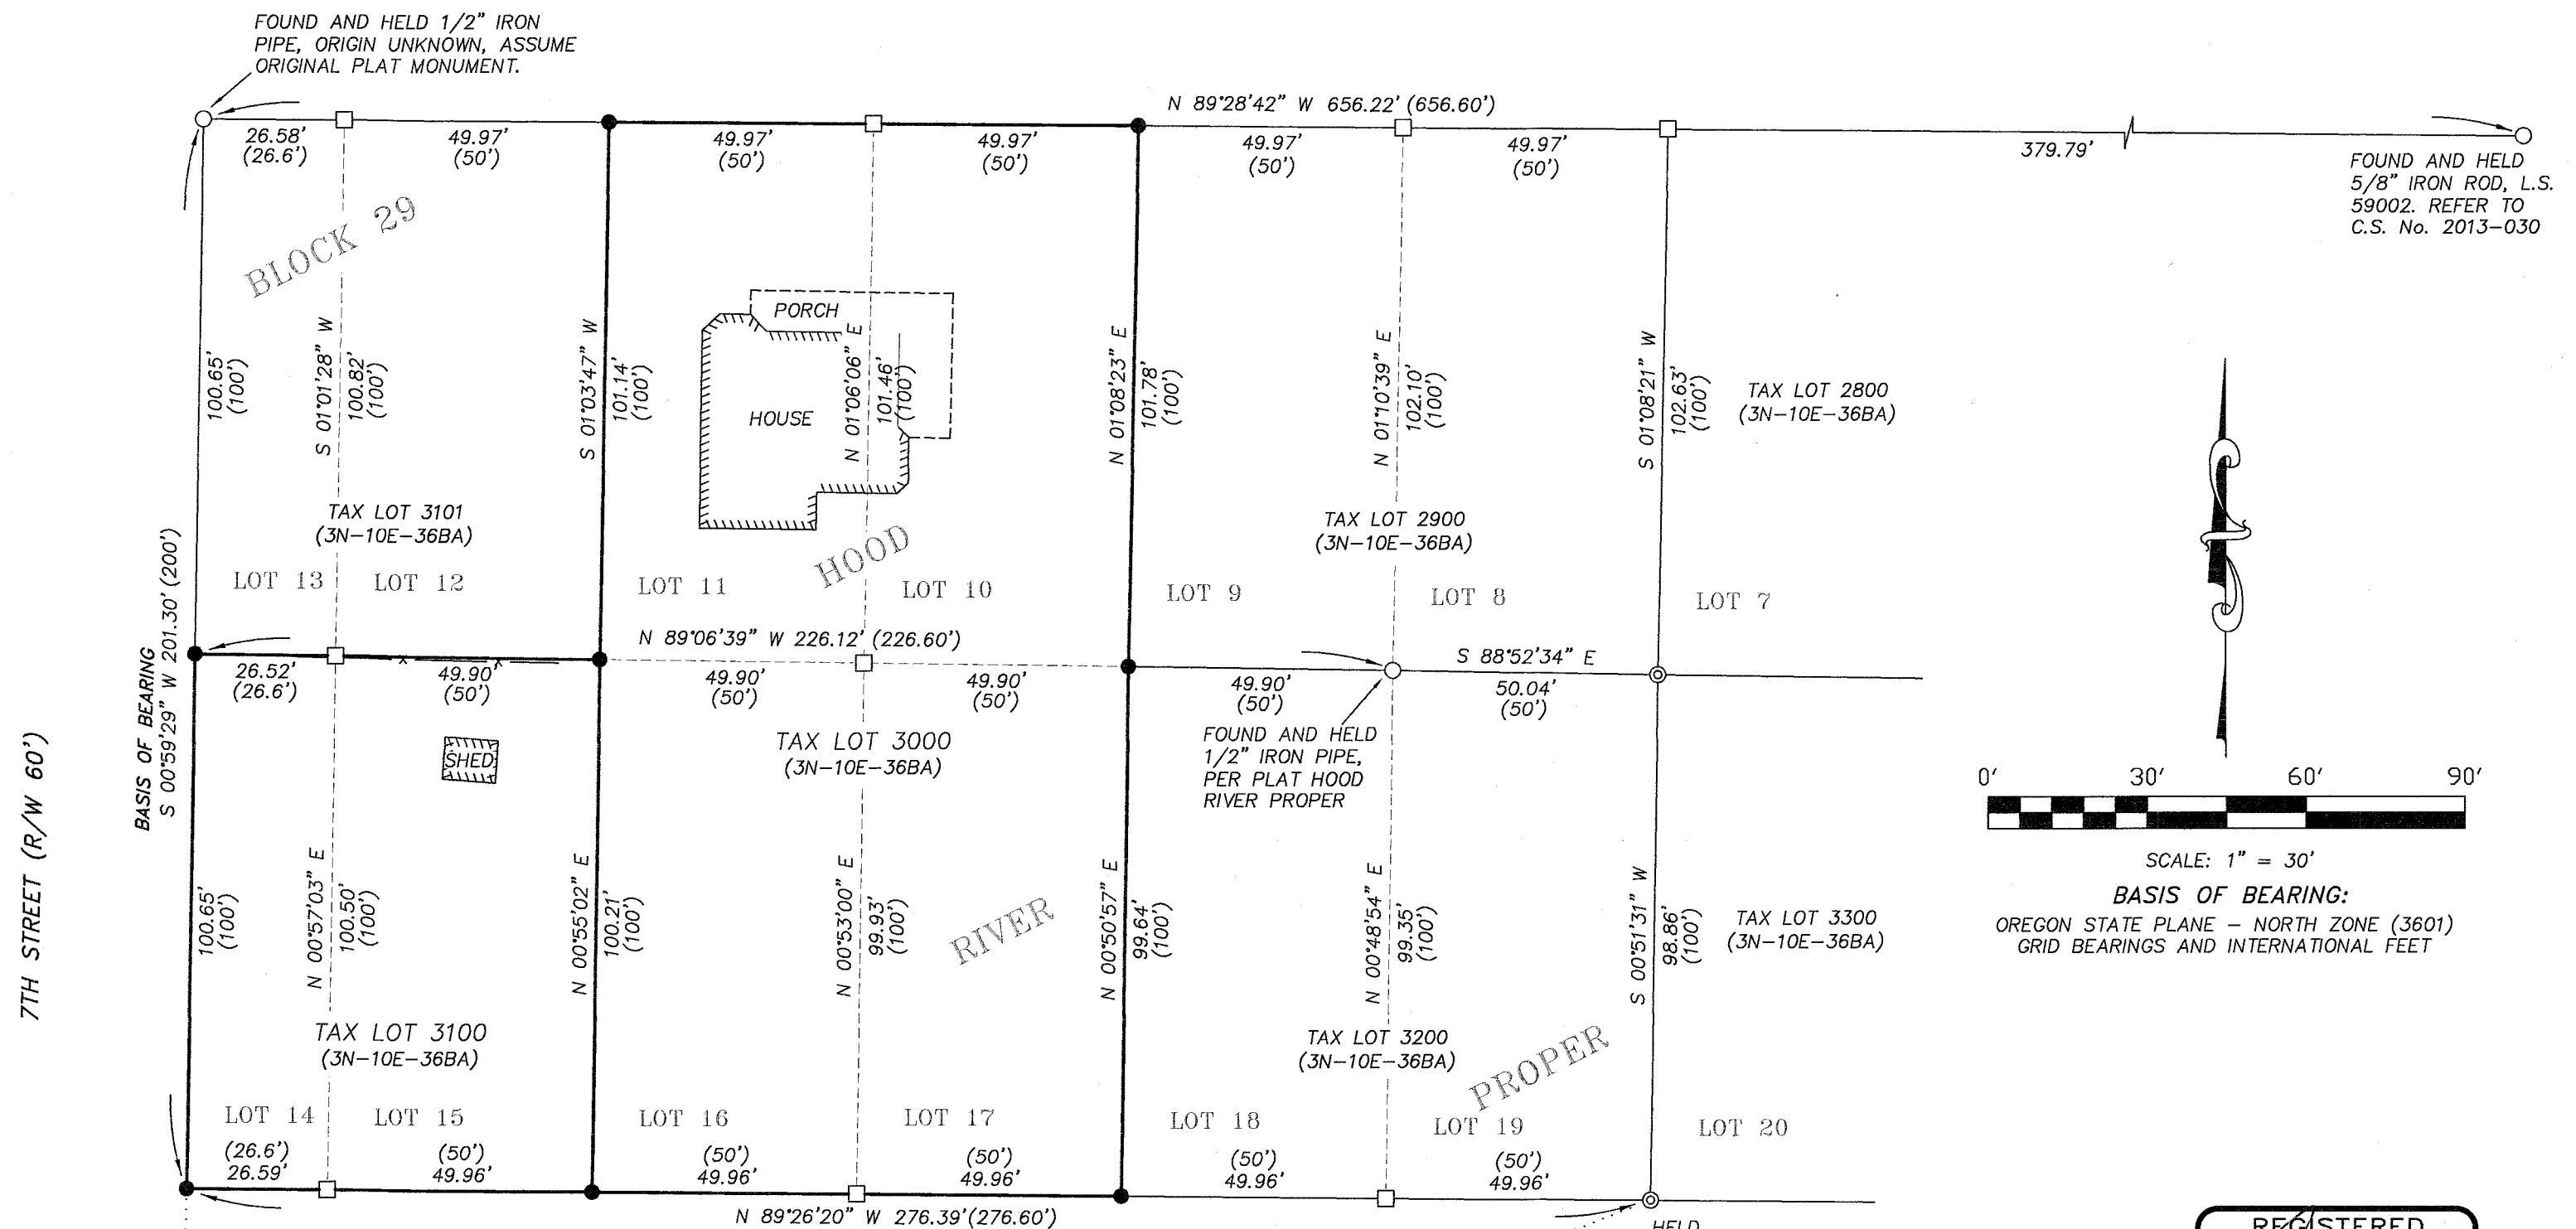 FOUND AND HELD 1/2" IRON
PIPE, ORIGIN UNKNOWN, ASSUME
ORIGINAL PLAT MONUMENT.
N 89°28'42" W 656.22' (656.60')
26.58'
(26.6')
49.97'
(50')
49.97'
(50')
49.97'
(50')
49.97'
(50')
49.97'
(50')
379.79'
FOUND AND HELD
5/8" IRON ROD, L.S.
59002. REFER TO
C.S. No. 2013-030
BLOCK 29
100.65'
(100')
S 01°01'28" W
100.82'
(100')
S 01°03'47" W
101.14'
(100')
PORCH
HOUSE
N 01°06'06" E
101.46'
(100')
N 01°08'23" E
101.78'
(100')
N 01°10'39" E
102.10'
(100')
S 01°08'21" W
102.63'
(100')
TAX LOT 2800
(3N-10E-36BA)
TAX LOT 3101
(3N-10E-36BA)
TAX LOT 2900
(3N-10E-36BA)
HOOD
LOT 13
LOT 12
LOT 11
LOT 10
LOT 9
LOT 8
LOT 7
BASIS OF BEARING
S 00°59'29" W 201.30' (200')
N 89°06'39" W 226.12' (226.60')
S 88°52'34" E
26.52'
(26.6')
49.90'
(50')
49.90'
(50')
49.90'
(50')
49.90'
(50')
50.04'
(50')
SHED
TAX LOT 3000
(3N-10E-36BA)
FOUND AND HELD
1/2" IRON PIPE,
PER PLAT HOOD
RIVER PROPER
0' 30' 60' 90'
SCALE: 1" = 30'
BASIS OF BEARING:
OREGON STATE PLANE - NORTH ZONE (3601)
GRID BEARINGS AND INTERNATIONAL FEET
7TH STREET (R/W 60')
100.65'
(100')
N 00°57'03" E
100.50'
(100')
N 00°55'02" E
100.21'
(100')
N 00°53'00" E
99.93'
(100')
RIVER
N 00°50'57" E
99.64'
(100')
N 00°48'54" E
99.35'
(100')
S 00°51'31" W
98.86'
(100')
TAX LOT 3300
(3N-10E-36BA)
TAX LOT 3100
(3N-10E-36BA)
TAX LOT 3200
(3N-10E-36BA)
PROPER
LOT 14
LOT 15
LOT 16
LOT 17
LOT 18
LOT 19
LOT 20
(26.6')
26.59'
(50')
49.96'
(50')
49.96'
(50')
49.96'
(50')
49.96'
(50')
49.96'
N 89°26'20" W 276.39'(276.60')
HELD
REGISTERED